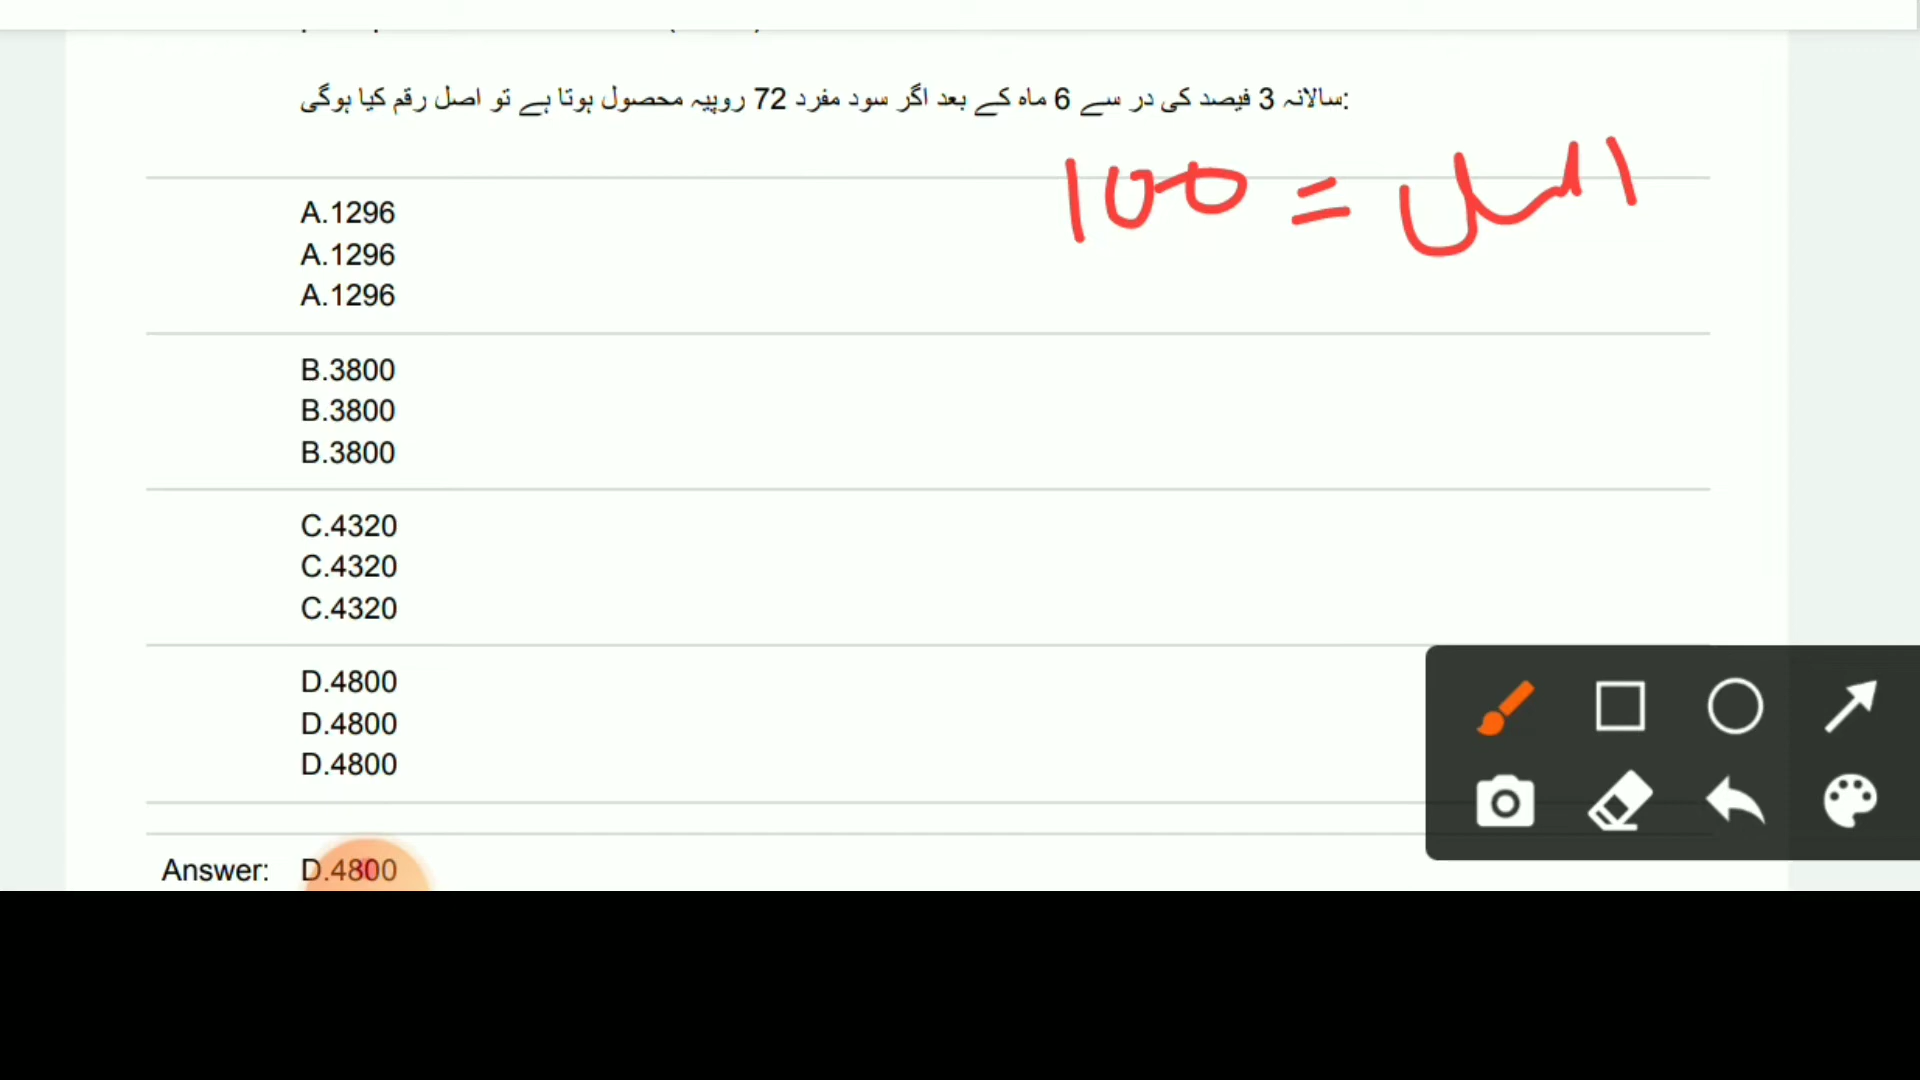 سالانہ 3 فیصد کی در سے 6 ماہ کے بعد اگر سود مفرد 72 روپیہ محصول ہوتا ہے تو اصل رقم کیا ہوگی:
اصل = 100
A.1296
A.1296
A.1296
B.3800
B.3800
B.3800
C.4320
C.4320
C.4320
D.4800
D.4800
D.4800
Answer: D.4800